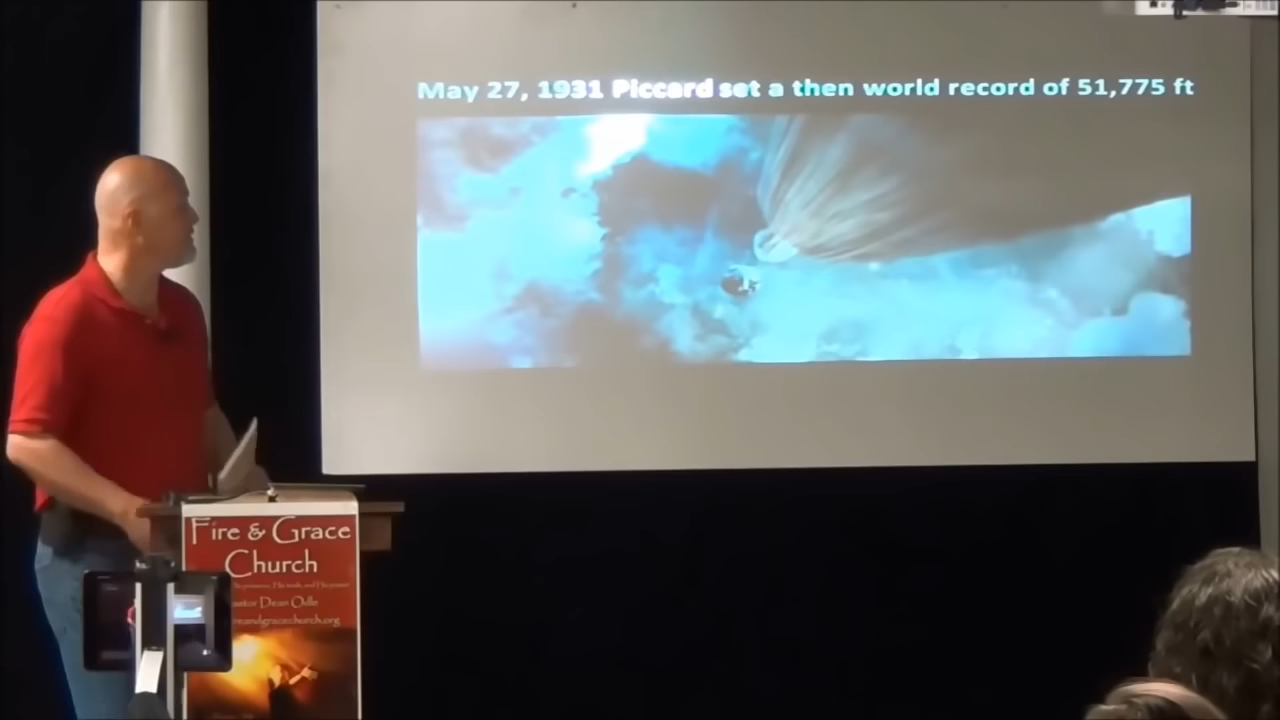 May 27, 1931 Piccard set a then world record of 51,775 ft
Fire & Grace
Church
Pastor Dean Odle